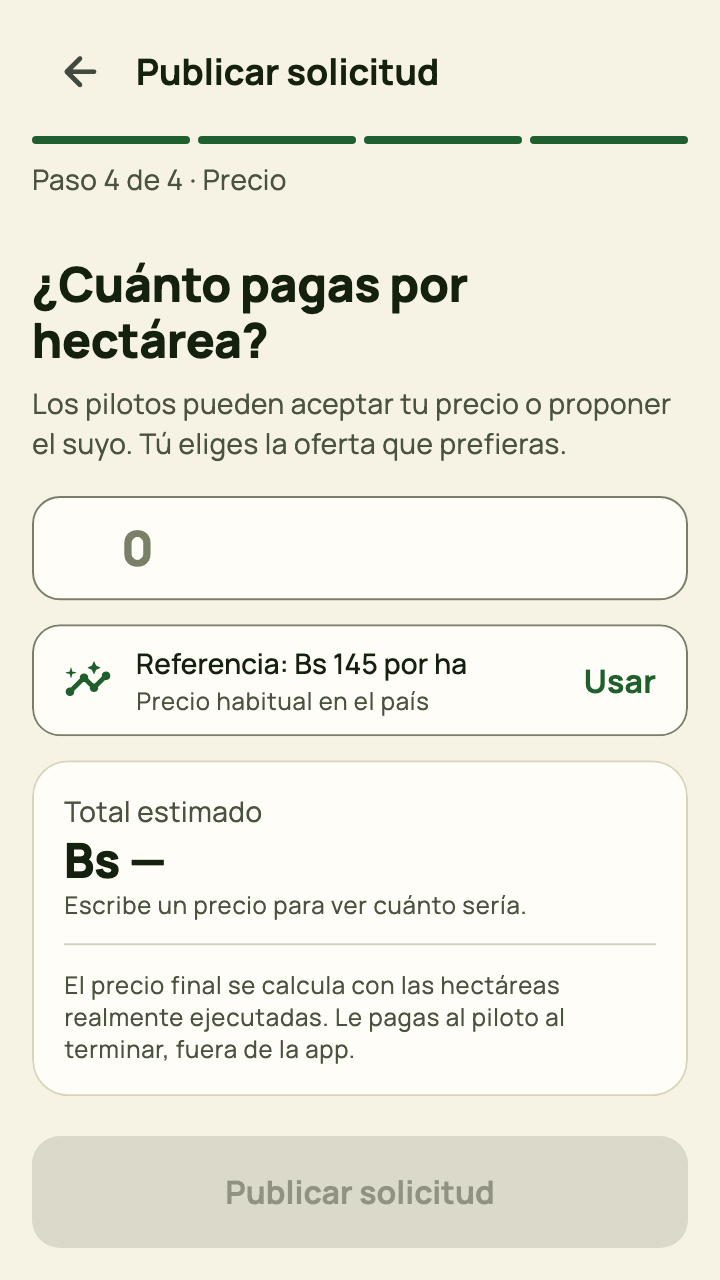 Publicar solicitud
Paso 4 de 4 · Precio
¿Cuánto pagas por
hectárea?
Los pilotos pueden aceptar tu precio o proponer
el suyo. Tú eliges la oferta que prefieras.
0
Referencia: Bs 145 por ha
Precio habitual en el país
Usar
Total estimado
Bs —
Escribe un precio para ver cuánto sería.
El precio final se calcula con las hectáreas
realmente ejecutadas. Le pagas al piloto al
terminar, fuera de la app.
Publicar solicitud